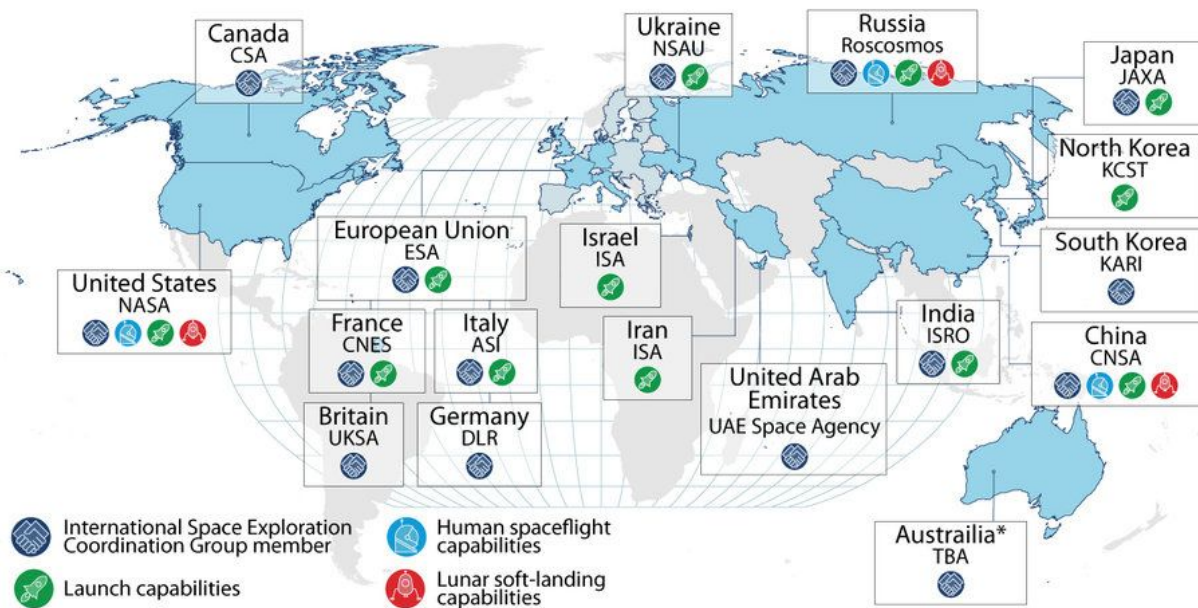 Canada
CSA
Ukraine
NSAU
Russia
Roscosmos
Japan
JAXA
North Korea
KCST
South Korea
KARI
United States
NASA
European Union
ESA
Israel
ISA
France
CNES
Italy
ASI
Iran
ISA
India
ISRO
China
CNSA
Britain
UKSA
Germany
DLR
United Arab
Emirates
UAE Space Agency
Austrailia*
TBA
International Space Exploration
Coordination Group member
Human spaceflight
capabilities
Launch capabilities
Lunar soft-landing
capabilities